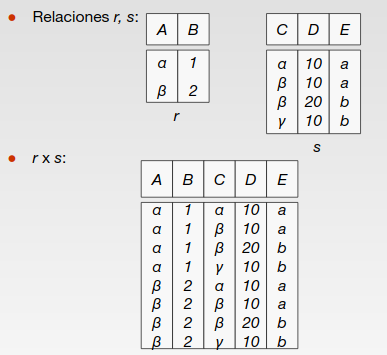 Relaciones r, s:
A B
α 1
β 2
r
C D E
α 10 a
β 10 a
β 20 b
γ 10 b
s
r x s:
A B C D E
α 1 α 10 a
α 1 β 10 a
α 1 β 20 b
α 1 γ 10 b
β 2 α 10 a
β 2 β 10 a
β 2 β 20 b
β 2 γ 10 b